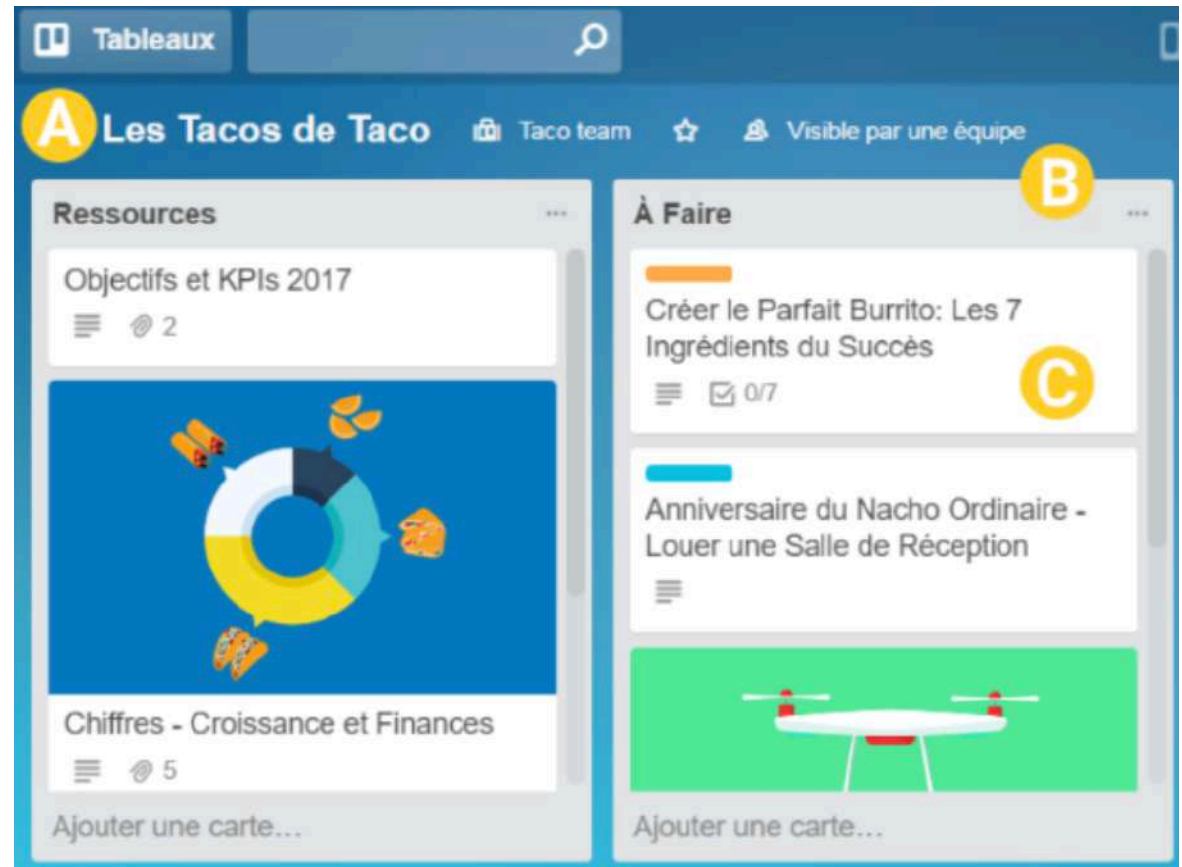 Tableaux
A Les Tacos de Taco Taco team Visible par une équipe
B
Ressources ...
Objectifs et KPIs 2017
2
Chiffres - Croissance et Finances
5
Ajouter une carte...
À Faire ...
Créer le Parfait Burrito: Les 7
Ingrédients du Succès
0/7
C
Anniversaire du Nacho Ordinaire -
Louer une Salle de Réception
Ajouter une carte...